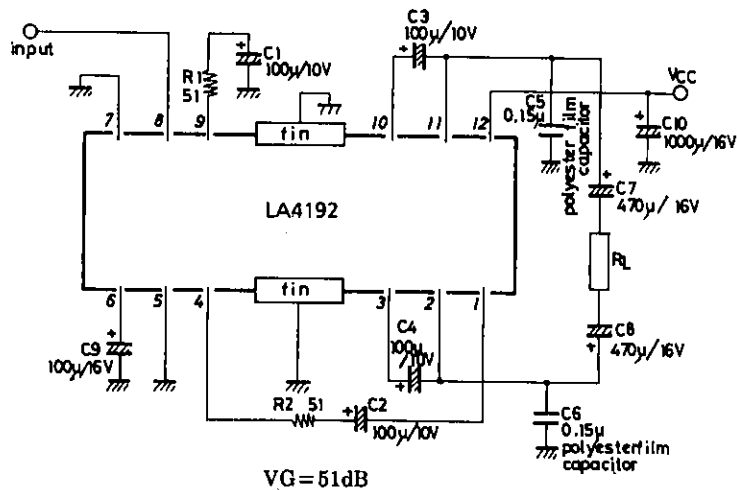 input
C1
100μ/10V
R1
51
C3
100μ/10V
VCC
C5
0.15μ
polyester film
capacitor
C10
1000μ/16V
7
8
9
fin
10
11
12
C7
470μ/16V
LA4192
RL
6
5
4
fin
3
2
1
C9
100μ/16V
C4
100μ
/10V
C8
470μ/16V
R2 51
C2
100μ/10V
C6
0.15μ
polyesterfilm
capacitor
VG=51dB